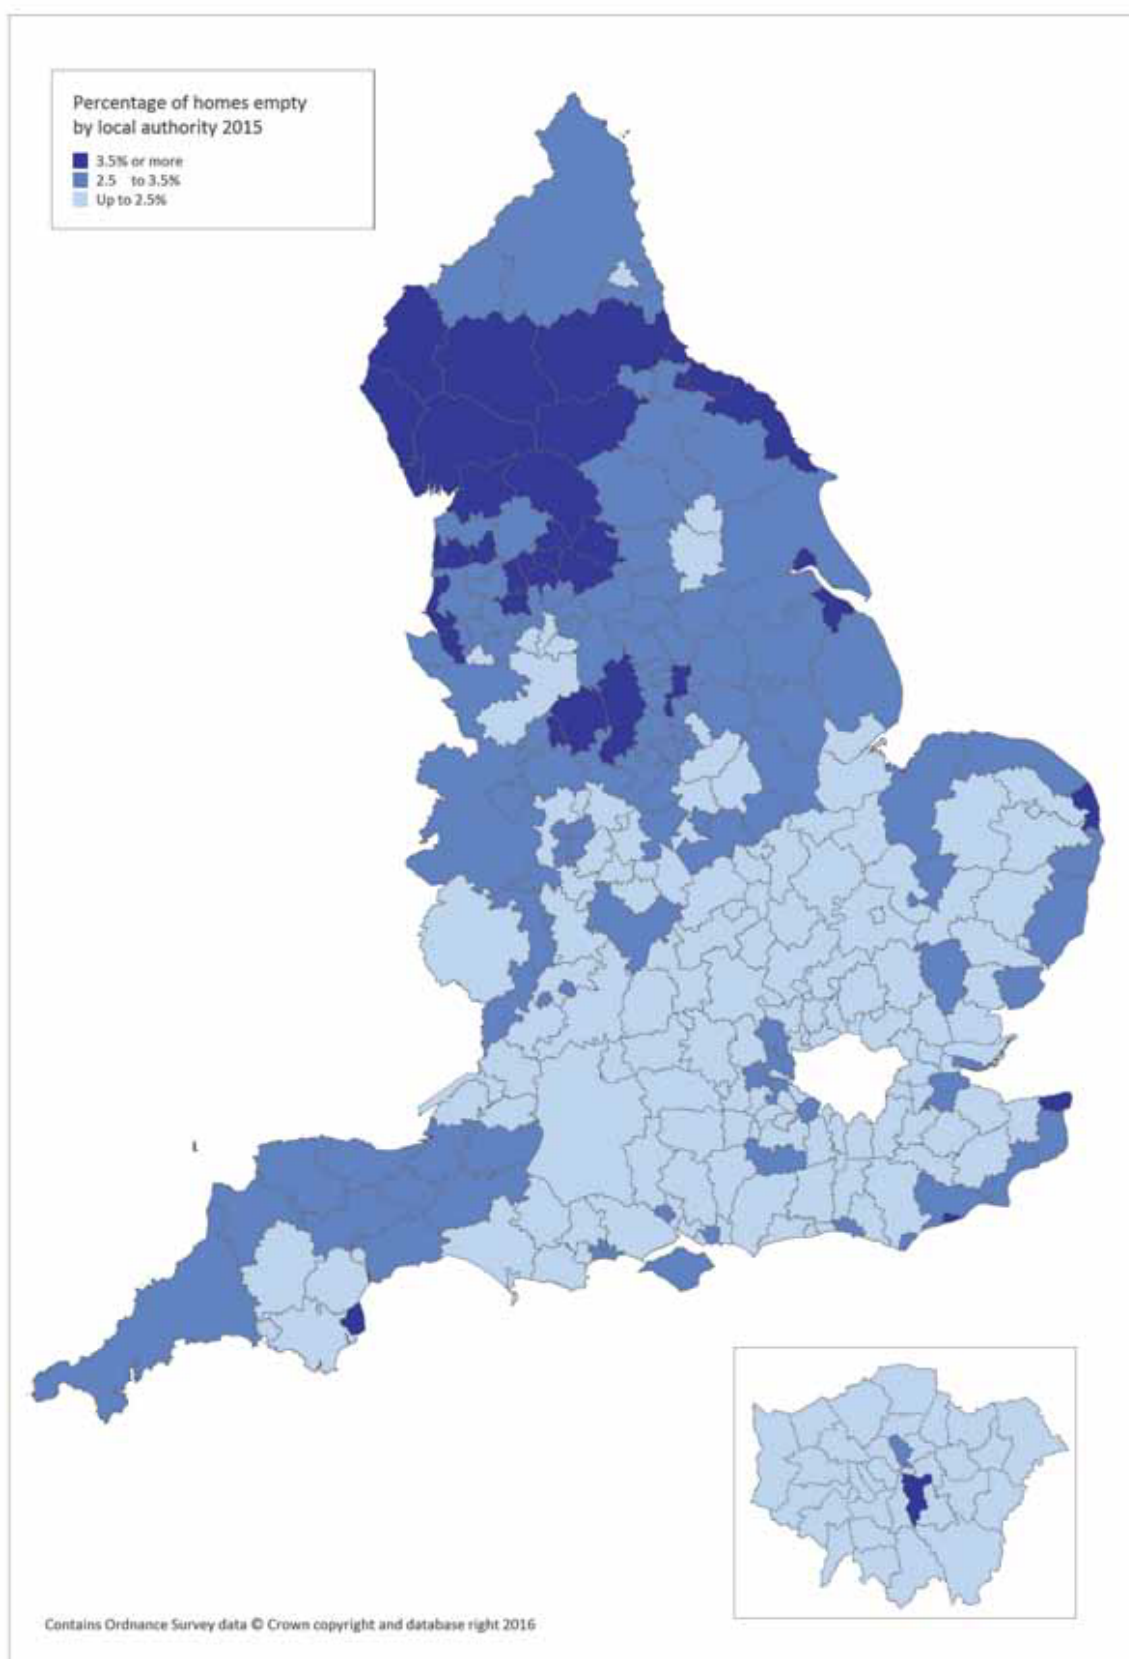 Percentage of homes empty
by local authority 2015
3.5% or more
2.5 to 3.5%
Up to 2.5%
Contains Ordnance Survey data © Crown copyright and database right 2016